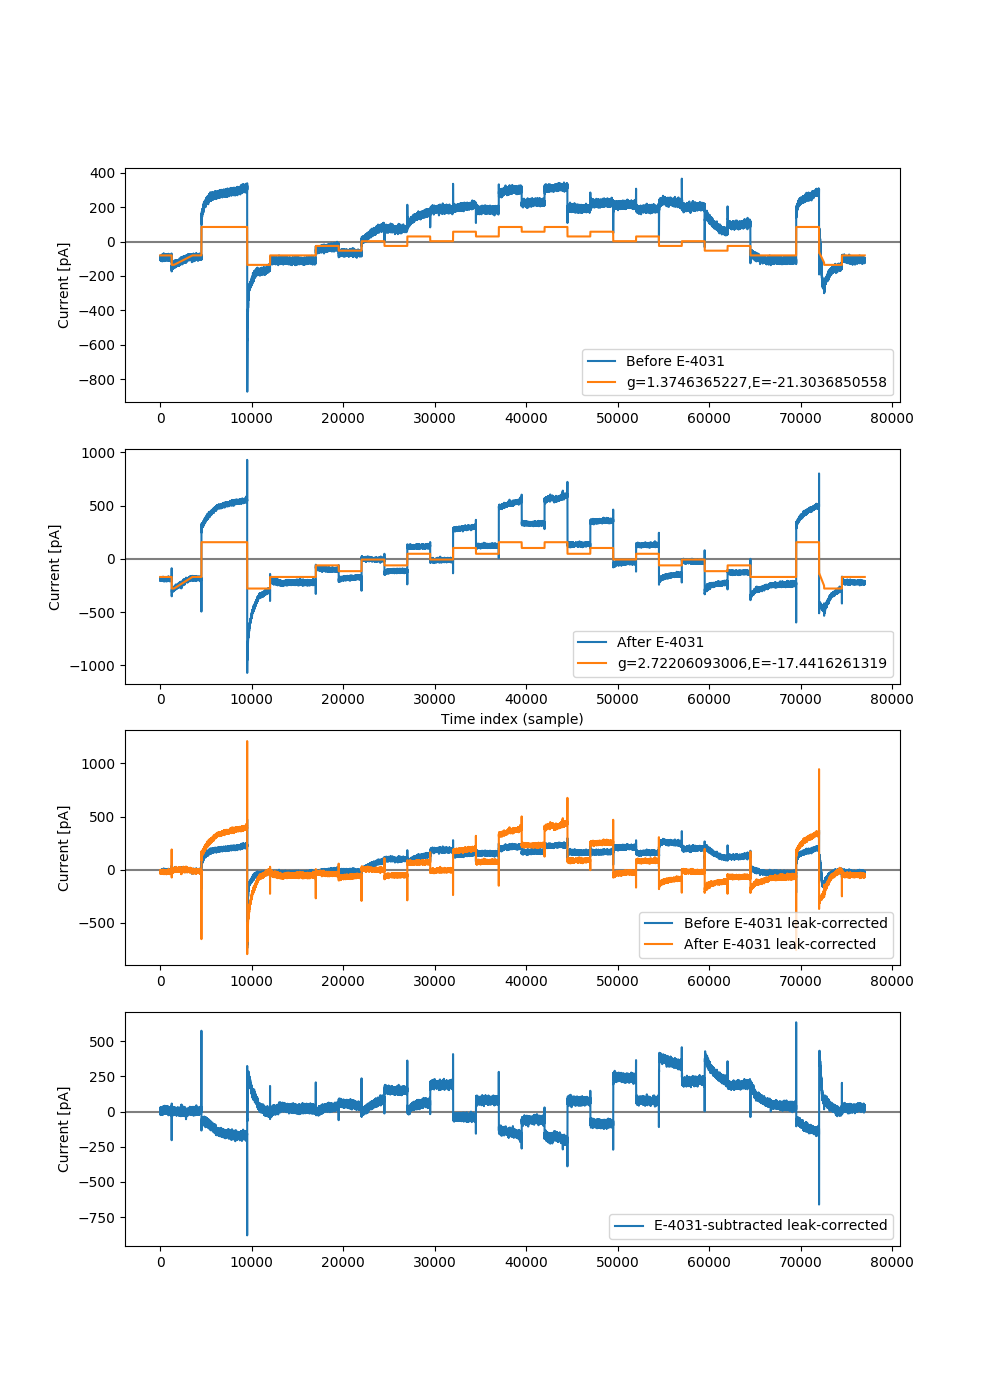 400
200
0
−200
−400
−600
−800
Current [pA]
Before E-4031
g=1.3746365227,E=-21.3036850558
0 10000 20000 30000 40000 50000 60000 70000 80000
1000
500
0
−500
−1000
Current [pA]
After E-4031
g=2.72206093006,E=-17.4416261319
0 10000 20000 30000 40000 50000 60000 70000 80000
Time index (sample)
1000
500
0
−500
Current [pA]
Before E-4031 leak-corrected
After E-4031 leak-corrected
0 10000 20000 30000 40000 50000 60000 70000 80000
500
250
0
−250
−500
−750
Current [pA]
E-4031-subtracted leak-corrected
0 10000 20000 30000 40000 50000 60000 70000 80000